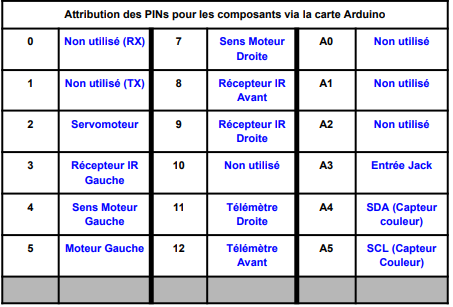 Attribution des PINs pour les composants via la carte Arduino
0 Non utilisé (RX) 7 Sens Moteur Droite A0 Non utilisé
1 Non utilisé (TX) 8 Récepteur IR Avant A1 Non utilisé
2 Servomoteur 9 Récepteur IR Droite A2 Non utilisé
3 Récepteur IR Gauche 10 Non utilisé A3 Entrée Jack
4 Sens Moteur Gauche 11 Télémètre Droite A4 SDA (Capteur couleur)
5 Moteur Gauche 12 Télémètre Avant A5 SCL (Capteur Couleur)